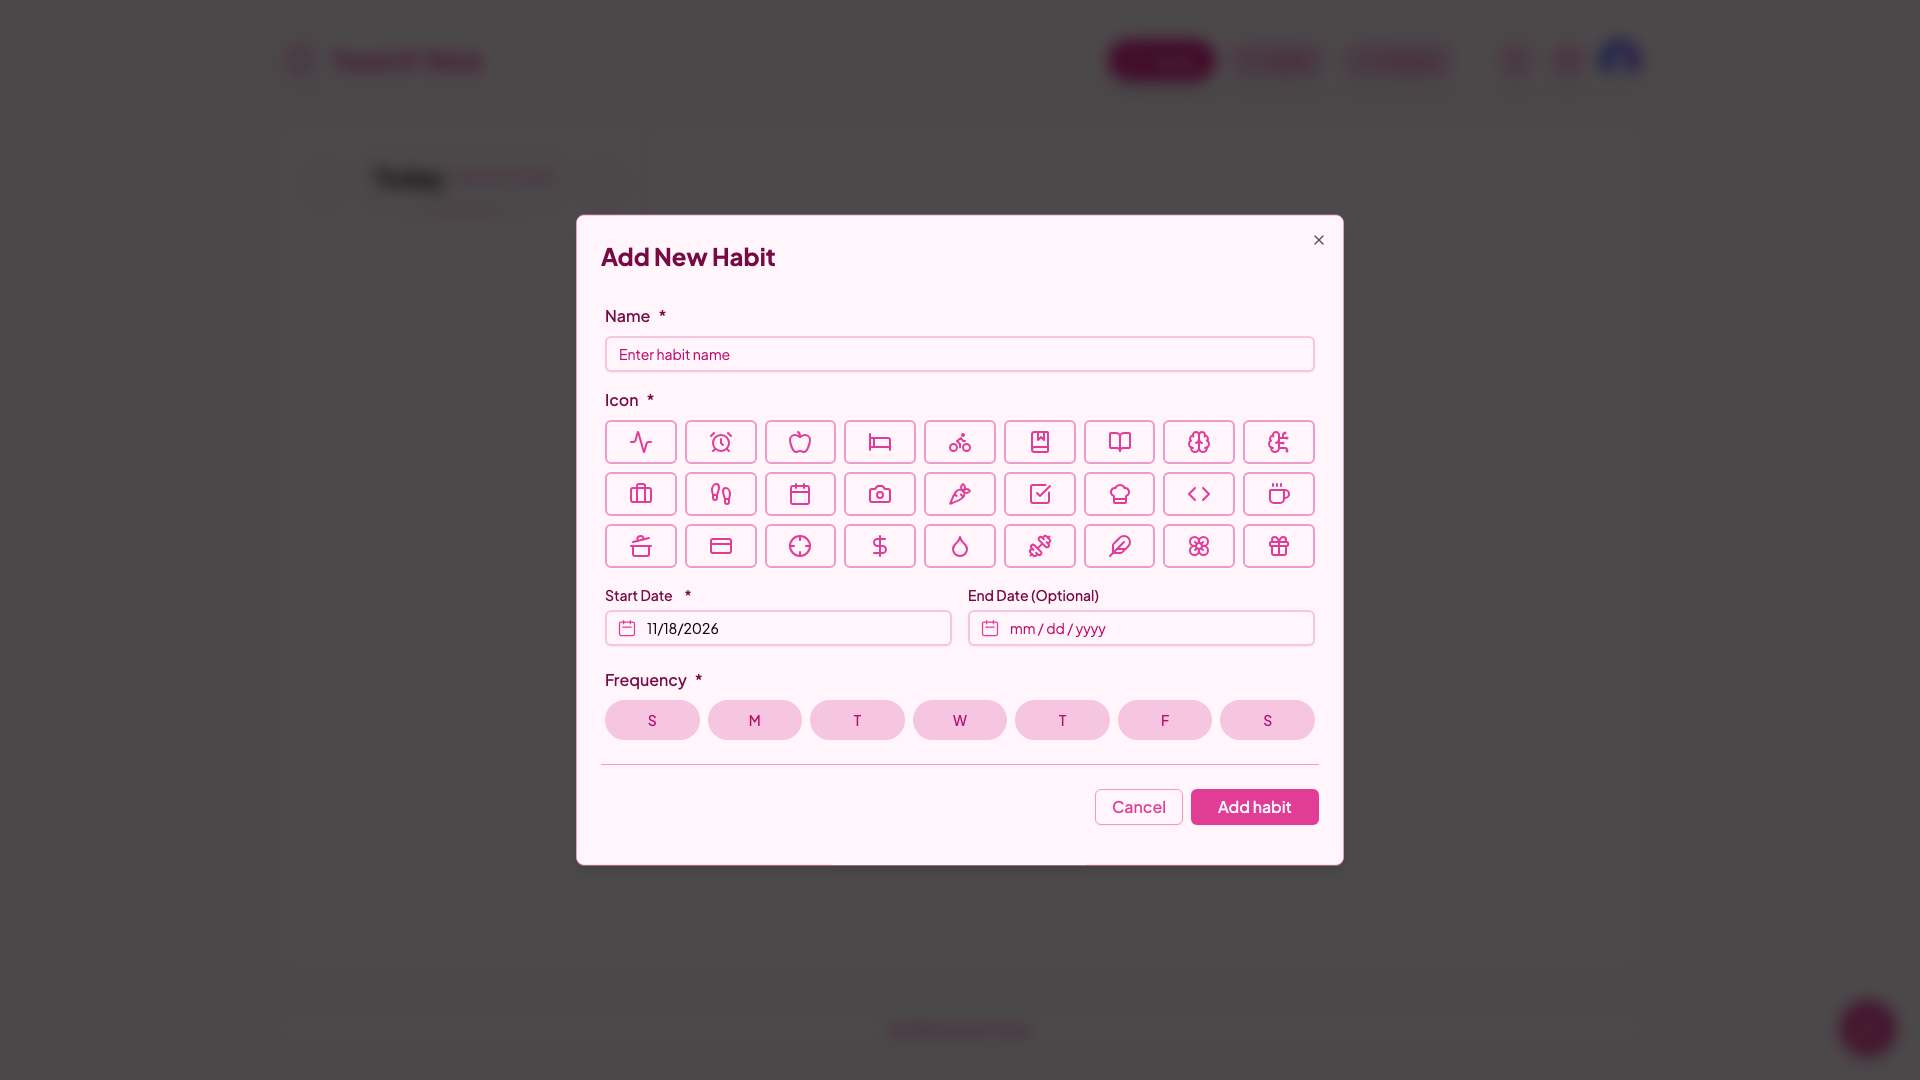 Today
Add New Habit
Name *
Enter habit name
Icon *
Start Date *
End Date (Optional)
11/18/2026
mm / dd / yyyy
Frequency *
S M T W T F S
Cancel
Add habit